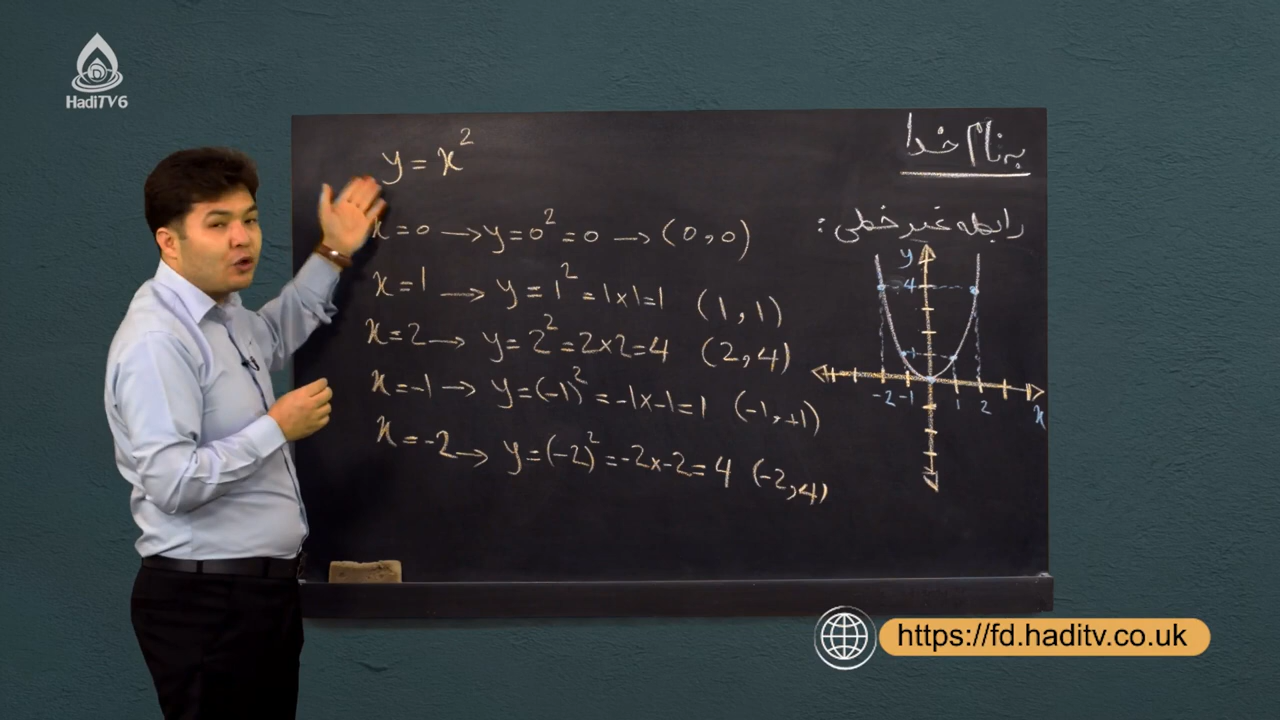 HadiTV6
به نام خدا
رابطه غیر خطی :
y = x²
x = 0 → y = 0² = 0 → (0,0)
x = 1 → y = 1² = 1×1=1 (1,1)
x = 2 → y = 2² = 2×2=4 (2,4)
x = -1 → y = (-1)² = -1×-1=1 (-1,+1)
x = -2 → y = (-2)² = -2×-2= 4 (-2,4)
y
4
1
-2 -1 1 2
x
https://fd.haditv.co.uk